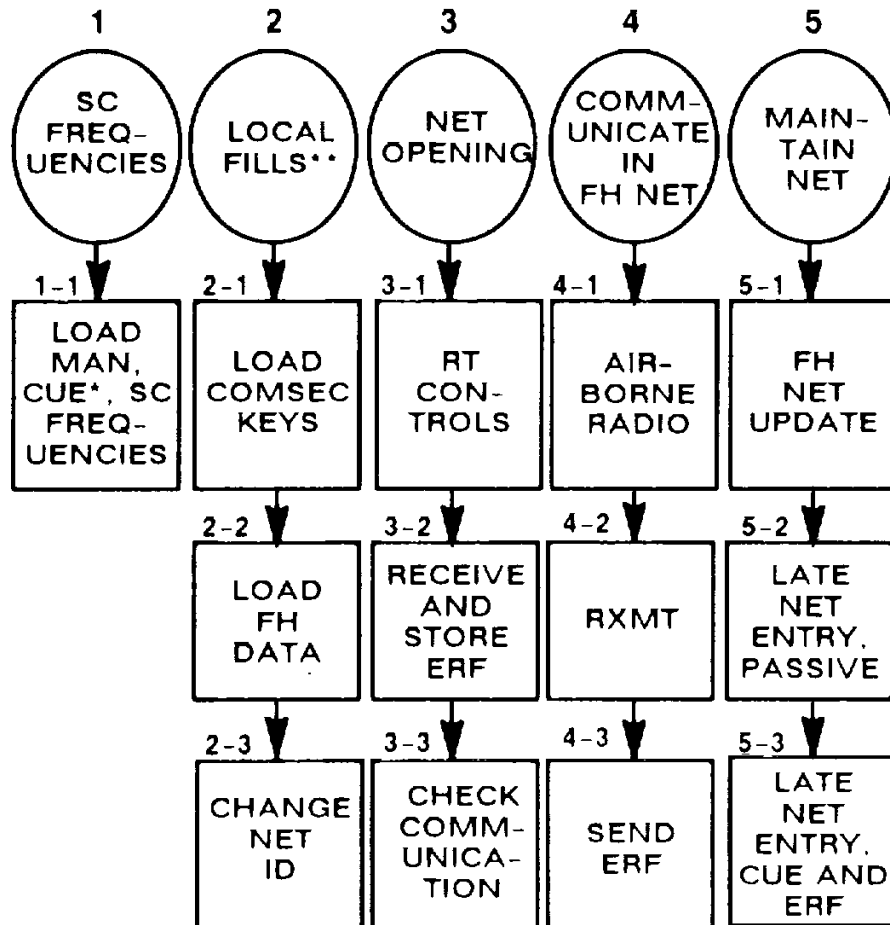 1
2
3
4
5
SC
FREQ-
UENCIES
LOCAL
FILLS**
NET
OPENING
COMM-
UNICATE
IN
FH NET
MAIN-
TAIN
NET
1-1
LOAD
MAN,
CUE*, SC
FREQ-
UENCIES
2-1
LOAD
COMSEC
KEYS
3-1
RT
CON-
TROLS
4-1
AIR-
BORNE
RADIO
5-1
FH
NET
UPDATE
2-2
LOAD
FH
DATA
3-2
RECEIVE
AND
STORE
ERF
4-2
RXMT
5-2
LATE
NET
ENTRY,
PASSIVE
2-3
CHANGE
NET
ID
3-3
CHECK
COMM-
UNICA-
TION
4-3
SEND
ERF
5-3
LATE
NET
ENTRY,
CUE AND
ERF